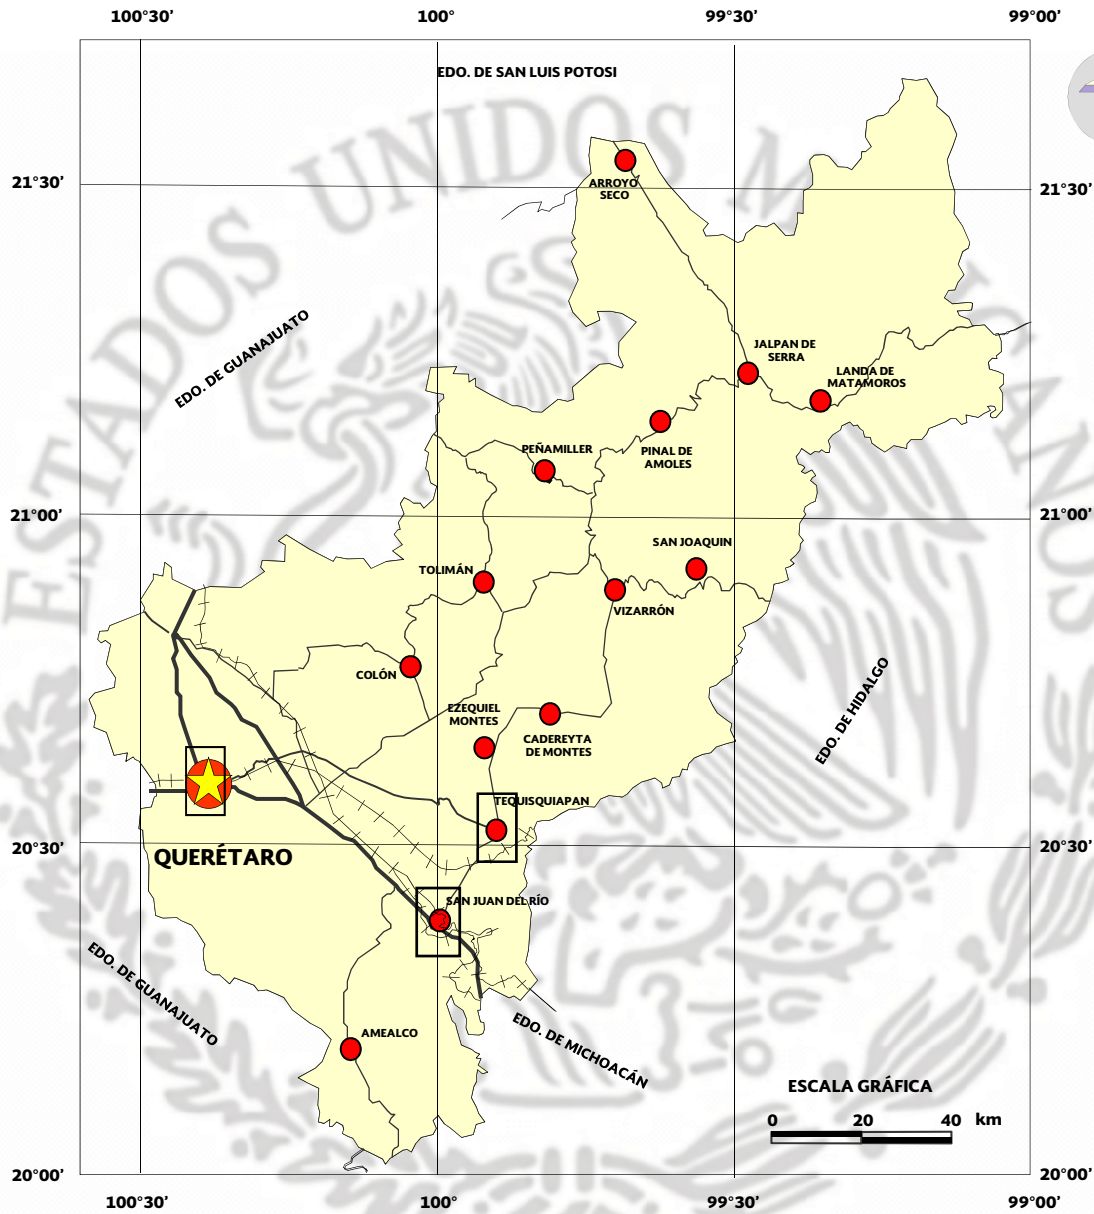 100°30’ 100° 99°30’ 99°00’
EDO. DE SAN LUIS POTOSI
ESTADOS UNIDOS MEXICANOS
21°30’ 21°30’
ARROYO
SECO
EDO. DE GUANAJUATO
JALPAN DE
SERRA
LANDA DE
MATAMOROS
PEÑAMILLER
PINAL DE
AMOLES
21°00’ 21°00’
SAN JOAQUIN
TOLIMÁN
VIZARRÓN
COLÓN
EDO. DE HIDALGO
EZEQUIEL
MONTES
CADEREYTA
DE MONTES
TEQUISQUIAPAN
20°30’ 20°30’
QUERÉTARO
SAN JUAN DEL RÍO
EDO. DE GUANAJUATO
AMEALCO
EDO. DE MICHOACÁN
ESCALA GRÁFICA
0 20 40 km
20°00’ 20°00’
100°30’ 100° 99°30’ 99°00’